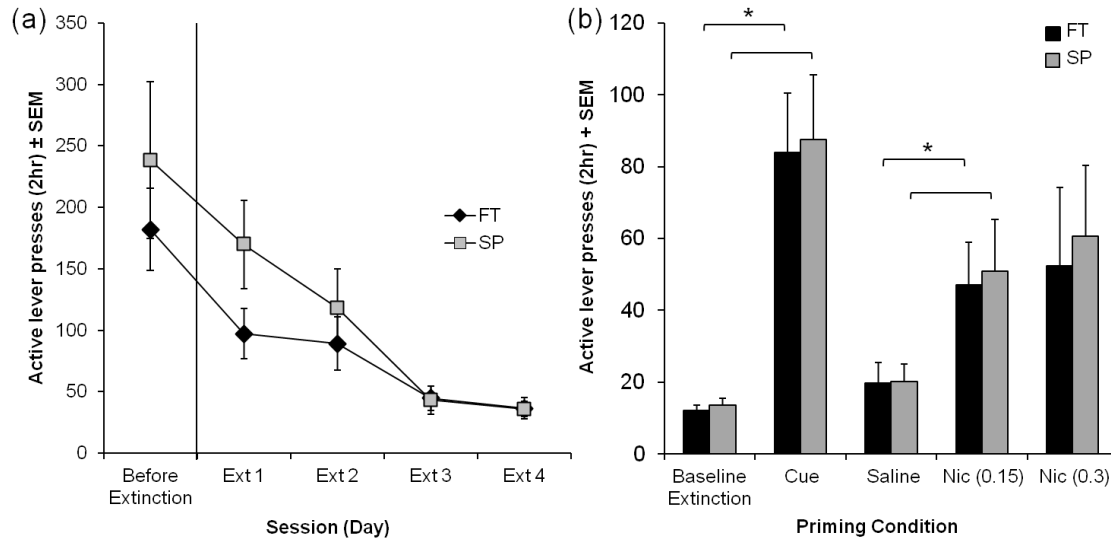 (a)
Active lever presses (2hr) ± SEM
350
300
250
200
150
100
50
0
FT
SP
Before
Extinction
Ext 1
Ext 2
Ext 3
Ext 4
Session (Day)
(b)
Active lever presses (2hr) + SEM
120
100
80
60
40
20
0
*
*
FT
SP
Baseline
Extinction
Cue
Saline
Nic (0.15)
Nic (0.3)
Priming Condition